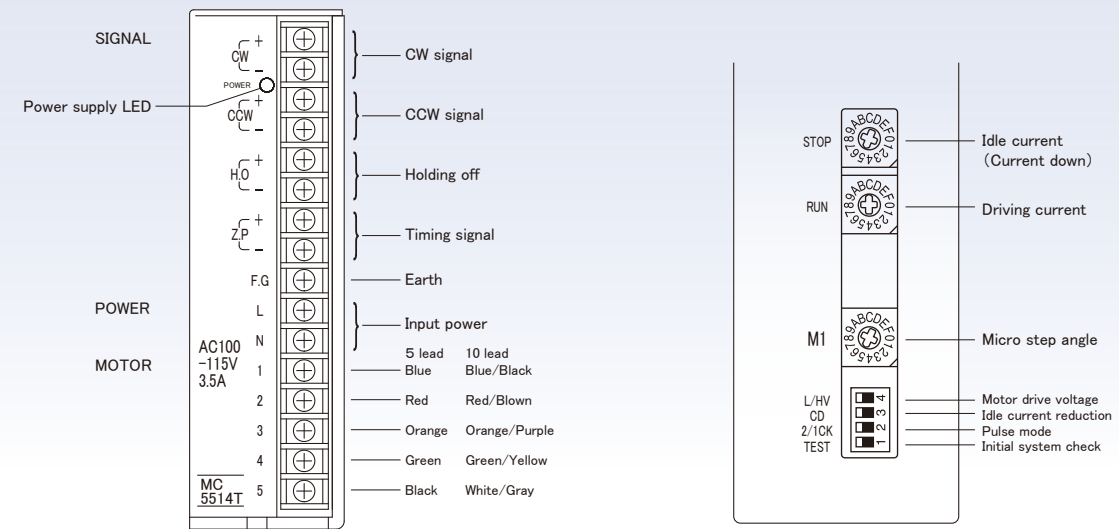 SIGNAL
CW
+
−
CW signal
POWER
Power supply LED
CCW
+
−
CCW signal
H.O
+
−
Holding off
Z.P
+
−
Timing signal
F.G
Earth
POWER
L
N
Input power
AC100
-115V
3.5A
MOTOR
5 lead 10 lead
1 Blue Blue/Black
2 Red Red/Blown
3 Orange Orange/Purple
4 Green Green/Yellow
5 Black White/Gray
MC
5514T
STOP
0123456789ABCDEF
Idle current
(Current down)
RUN
0123456789ABCDEF
Driving current
M1
0123456789ABCDEF
Micro step angle
L/HV 4 Motor drive voltage
CD 3 Idle current reduction
2/1CK 2 Pulse mode
TEST 1 Initial system check